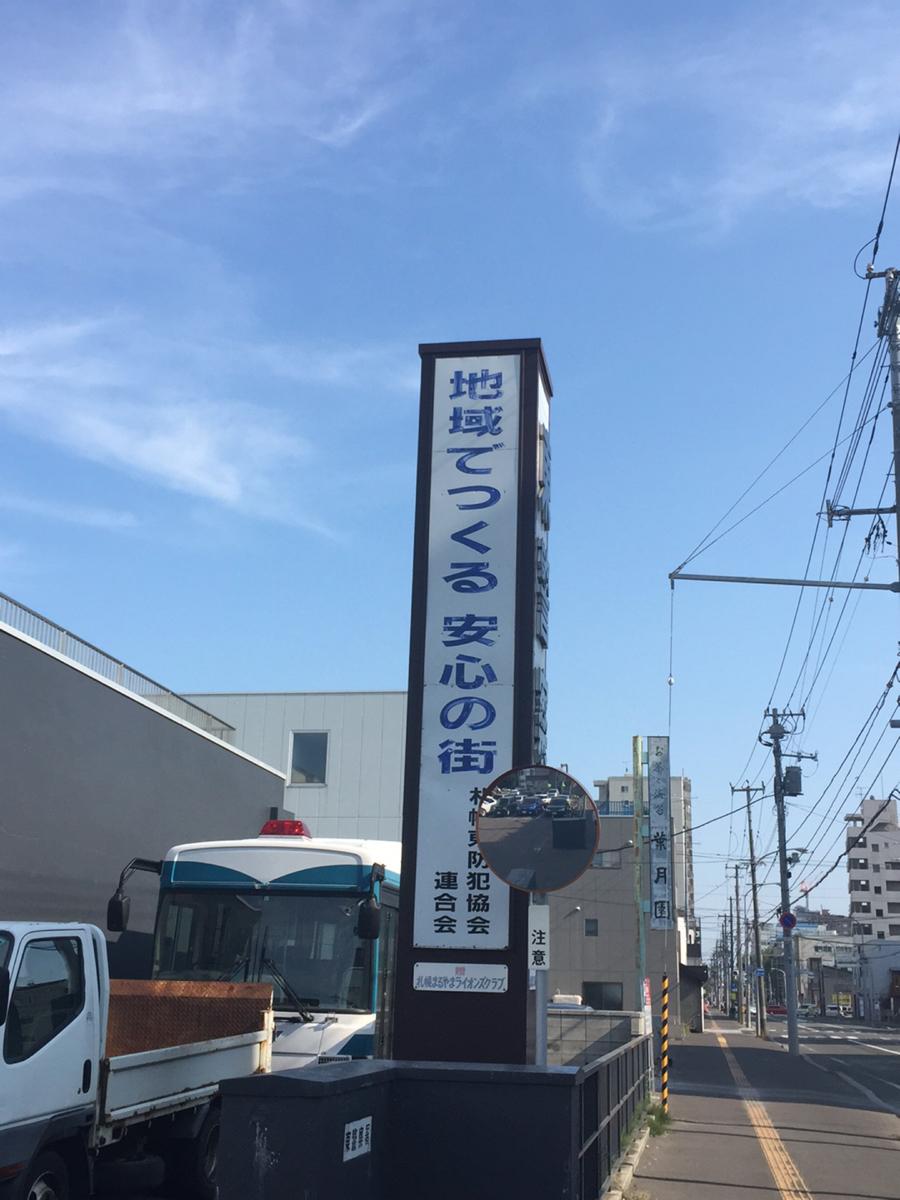 地域でつくる 安心の街
札幌東防犯協会
連合会
贈
札幌まるやまライオンズクラブ
注意
葉月園